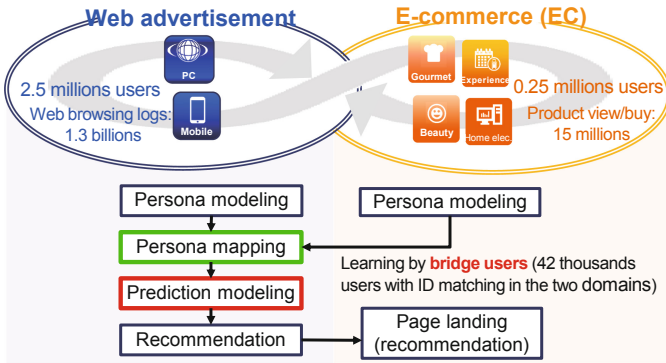 Web advertisement
E-commerce (EC)
PC
Mobile
2.5 millions users
Web browsing logs:
1.3 billions
Gourmet
Experience
Beauty
Home elec.
0.25 millions users
Product view/buy:
15 millions
Persona modeling
Persona modeling
Persona mapping
Learning by bridge users (42 thousands
users with ID matching in the two domains)
Prediction modeling
Recommendation
Page landing
(recommendation)